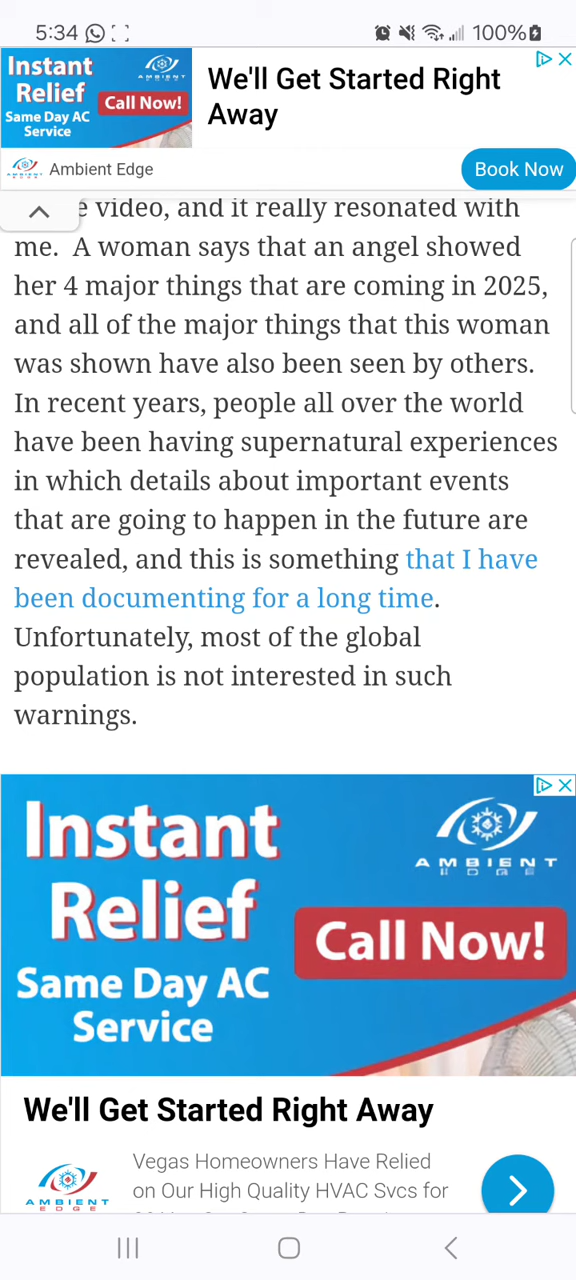 5:34
100%
Instant
Relief
Same Day AC
Service
Call Now!
AMBIENT
We'll Get Started Right
Away
Ambient Edge
Book Now
e video, and it really resonated with
me. A woman says that an angel showed
her 4 major things that are coming in 2025,
and all of the major things that this woman
was shown have also been seen by others.
In recent years, people all over the world
have been having supernatural experiences
in which details about important events
that are going to happen in the future are
revealed, and this is something that I have
been documenting for a long time.
Unfortunately, most of the global
population is not interested in such
warnings.
Instant
Relief
Same Day AC
Service
Call Now!
AMBIENT
EDGE
We'll Get Started Right Away
Vegas Homeowners Have Relied
on Our High Quality HVAC Svcs for
AMBIENT
EDGE